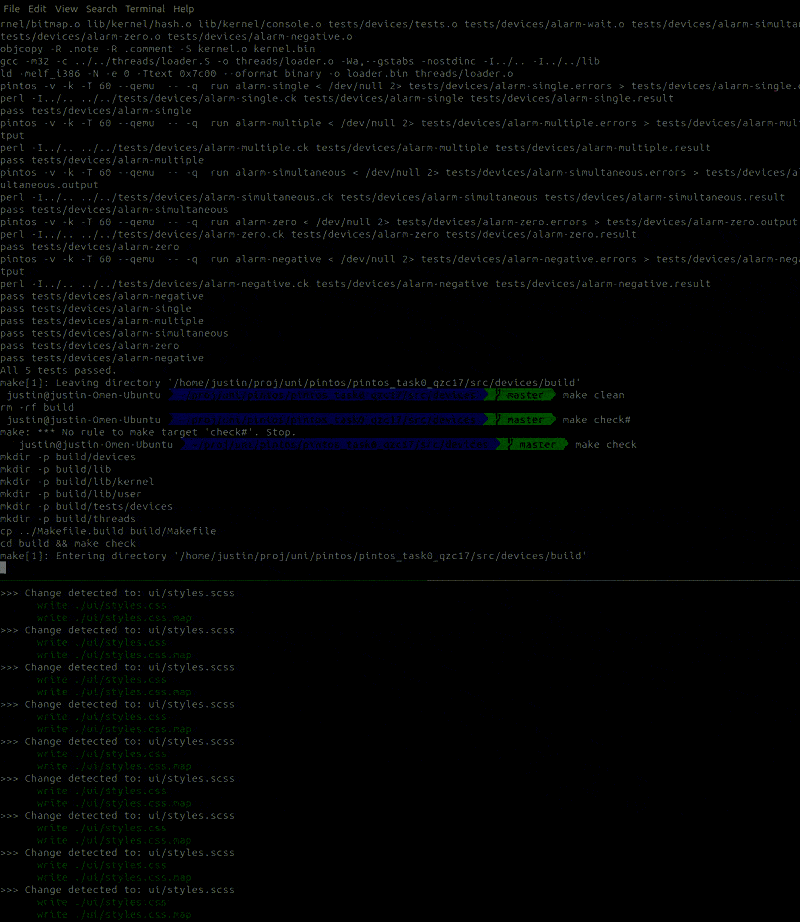 File Edit View Search Terminal Help
rnel/bitmap.o lib/kernel/hash.o lib/kernel/console.o tests/devices/tests.o tests/devices/alarm-wait.o tests/devices/alarm-simultan
tests/devices/alarm-zero.o tests/devices/alarm-negative.o
objcopy -R .note -R .comment -S kernel.o kernel.bin
gcc -m32 -c ../../threads/loader.S -o threads/loader.o -Wa,--gstabs -nostdinc -I../.. -I../../lib
ld -melf_i386 -N -e 0 -Ttext 0x7c00 --oformat binary -o loader.bin threads/loader.o
pintos -v -k -T 60 --qemu  -- -q  run alarm-single < /dev/null 2> tests/devices/alarm-single.errors > tests/devices/alarm-single.o
perl -I../.. ../../tests/devices/alarm-single.ck tests/devices/alarm-single tests/devices/alarm-single.result
pass tests/devices/alarm-single
pintos -v -k -T 60 --qemu  -- -q  run alarm-multiple < /dev/null 2> tests/devices/alarm-multiple.errors > tests/devices/alarm-mul
tput
perl -I../.. ../../tests/devices/alarm-multiple.ck tests/devices/alarm-multiple tests/devices/alarm-multiple.result
pass tests/devices/alarm-multiple
pintos -v -k -T 60 --qemu  -- -q  run alarm-simultaneous < /dev/null 2> tests/devices/alarm-simultaneous.errors > tests/devices/a
ultaneous.output
perl -I../.. ../../tests/devices/alarm-simultaneous.ck tests/devices/alarm-simultaneous tests/devices/alarm-simultaneous.result
pass tests/devices/alarm-simultaneous
pintos -v -k -T 60 --qemu  -- -q  run alarm-zero < /dev/null 2> tests/devices/alarm-zero.errors > tests/devices/alarm-zero.output
perl -I../.. ../../tests/devices/alarm-zero.ck tests/devices/alarm-zero tests/devices/alarm-zero.result
pass tests/devices/alarm-zero
pintos -v -k -T 60 --qemu  -- -q  run alarm-negative < /dev/null 2> tests/devices/alarm-negative.errors > tests/devices/alarm-neg
tput
perl -I../.. ../../tests/devices/alarm-negative.ck tests/devices/alarm-negative tests/devices/alarm-negative.result
pass tests/devices/alarm-negative
pass tests/devices/alarm-single
pass tests/devices/alarm-multiple
pass tests/devices/alarm-simultaneous
pass tests/devices/alarm-zero
pass tests/devices/alarm-negative
All 5 tests passed.
make[1]: Leaving directory '/home/justin/proj/uni/pintos/pintos_task0_qzc17/src/devices/build'
justin@justin-Omen-Ubuntu master make clean
rm -rf build
justin@justin-Omen-Ubuntu master make check#
make: *** No rule to make target 'check#'. Stop.
justin@justin-Omen-Ubuntu master make check
mkdir -p build/devices
mkdir -p build/lib
mkdir -p build/lib/kernel
mkdir -p build/lib/user
mkdir -p build/tests/devices
mkdir -p build/threads
cp ../Makefile.build build/Makefile
cd build && make check
make[1]: Entering directory '/home/justin/proj/uni/pintos/pintos_task0_qzc17/src/devices/build'
>>> Change detected to: ui/styles.scss
write ./ui/styles.css
write ./ui/styles.css.map
>>> Change detected to: ui/styles.scss
write ./ui/styles.css
write ./ui/styles.css.map
>>> Change detected to: ui/styles.scss
write ./ui/styles.css
write ./ui/styles.css.map
>>> Change detected to: ui/styles.scss
write ./ui/styles.css
write ./ui/styles.css.map
>>> Change detected to: ui/styles.scss
write ./ui/styles.css
write ./ui/styles.css.map
>>> Change detected to: ui/styles.scss
write ./ui/styles.css
write ./ui/styles.css.map
>>> Change detected to: ui/styles.scss
write ./ui/styles.css
write ./ui/styles.css.map
>>> Change detected to: ui/styles.scss
write ./ui/styles.css
write ./ui/styles.css.map
>>> Change detected to: ui/styles.scss
write ./ui/styles.css
write ./ui/styles.css.map